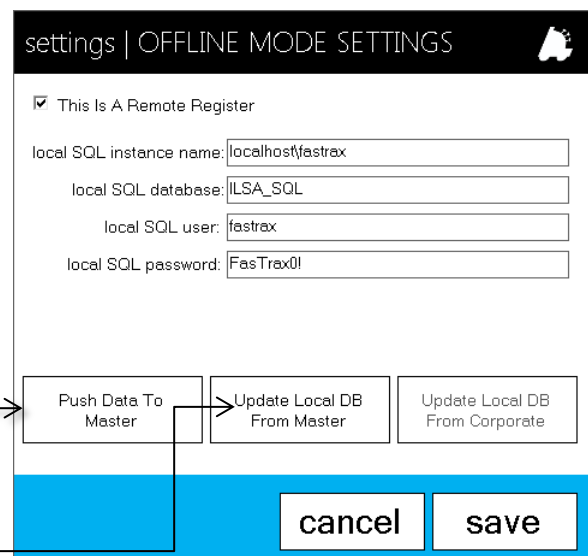 settings | OFFLINE MODE SETTINGS
This Is A Remote Register
local SQL instance name: localhost\fastrax
local SQL database: ILSA_SQL
local SQL user: fastrax
local SQL password: FasTrax0!
Push Data To
Master
Update Local DB
From Master
Update Local DB
From Corporate
cancel
save